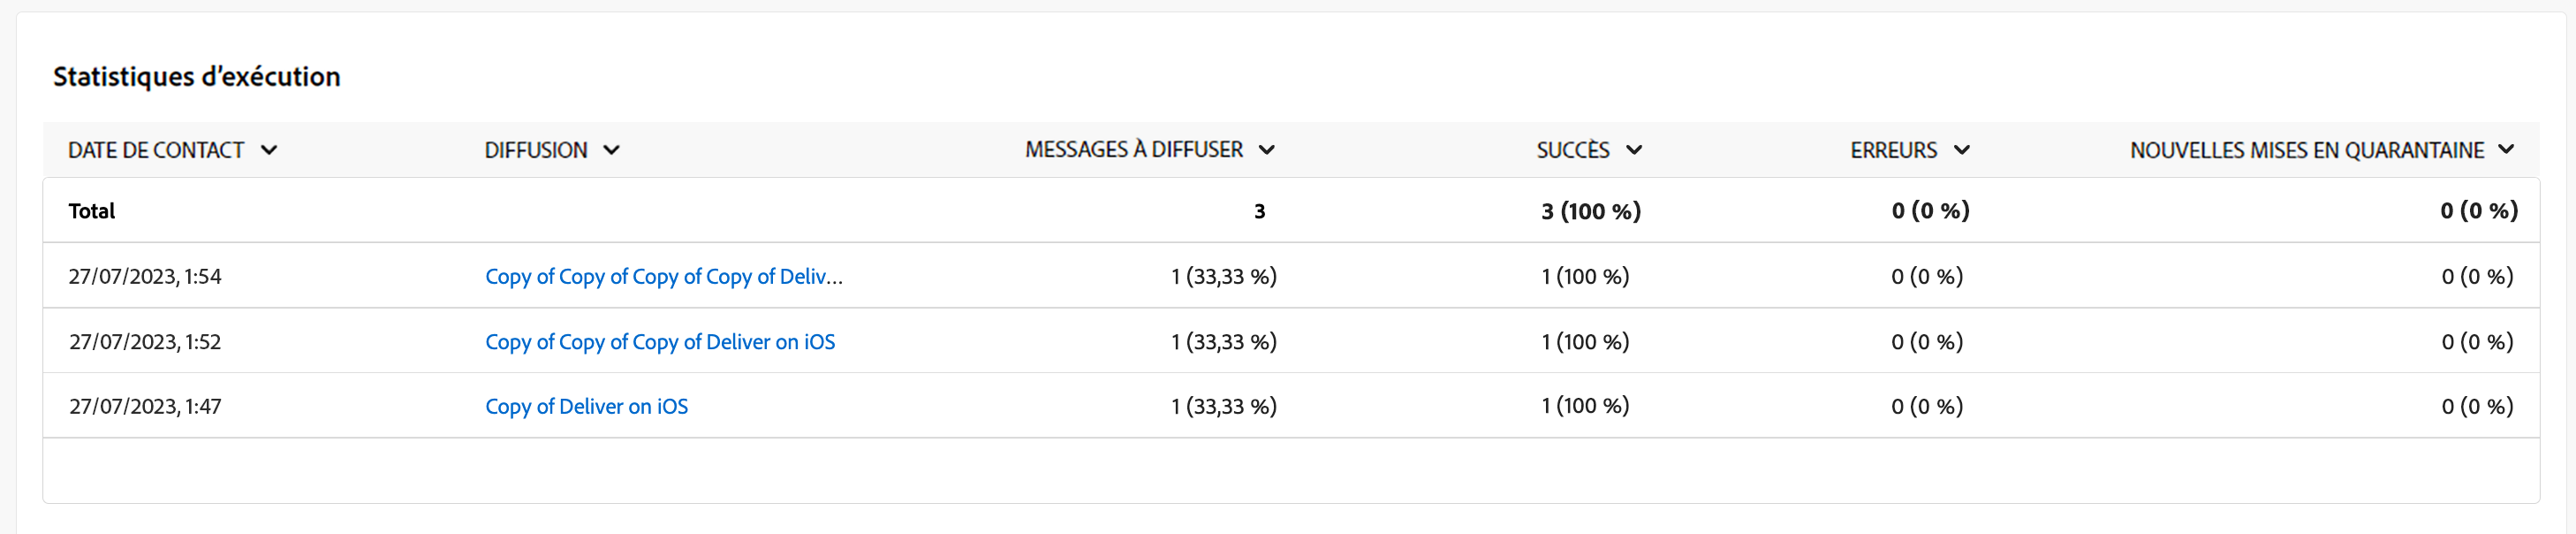 Statistiques d’exécution
DATE DE CONTACT DIFFUSION MESSAGES À DIFFUSER SUCCÈS ERREURS NOUVELLES MISES EN QUARANTAINE
Total 3 3 (100 %) 0 (0 %) 0 (0 %)
27/07/2023, 1:54 Copy of Copy of Copy of Copy of Deliv... 1 (33,33 %) 1 (100 %) 0 (0 %) 0 (0 %)
27/07/2023, 1:52 Copy of Copy of Copy of Deliver on iOS 1 (33,33 %) 1 (100 %) 0 (0 %) 0 (0 %)
27/07/2023, 1:47 Copy of Deliver on iOS 1 (33,33 %) 1 (100 %) 0 (0 %) 0 (0 %)